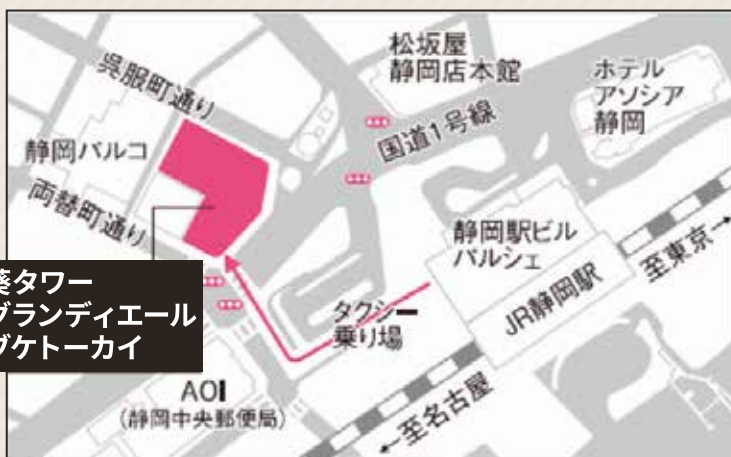 呉服町通り
静岡パルコ
両替町通り
松坂屋
静岡店本館
国道1号線
ホテル
アソシア
静岡
静岡駅ビル
パルシェ
JR静岡駅
至東京→
タクシー
乗り場
葵タワー
グランディエール
ブケトーカイ
AOI
(静岡中央郵便局)
←至名古屋